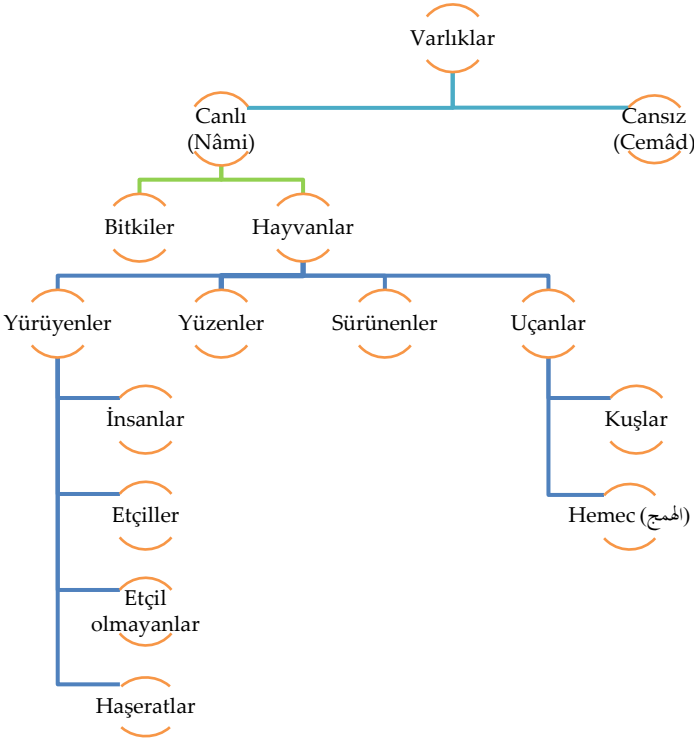 Varlıklar
Canlı
(Nâmi)
Cansız
(Cemâd)
Bitkiler
Hayvanlar
Yürüyenler
Yüzenler
Sürünenler
Uçanlar
İnsanlar
Etçiller
Etçil
olmayanlar
Haşeratlar
Kuşlar
Hemec (الهمج)